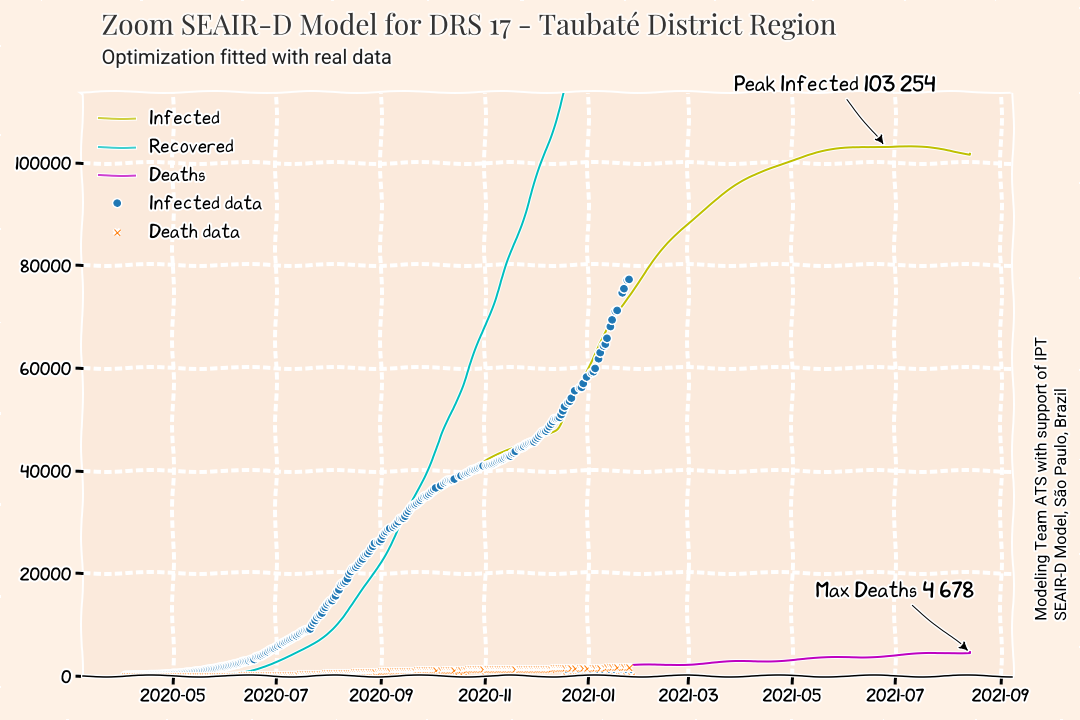 Zoom SEAIR-D Model for DRS 17 - Taubaté District Region
Optimization fitted with real data
Peak Infected 103 254
Infected
Recovered
Deaths
Infected data
Death data
100000
80000
60000
40000
20000
0
Max Deaths 4 678
2020-05 2020-07 2020-09 2020-11 2021-01 2021-03 2021-05 2021-07 2021-09
Modeling Team ATS with support of IPT
SEAIR-D Model, São Paulo, Brazil